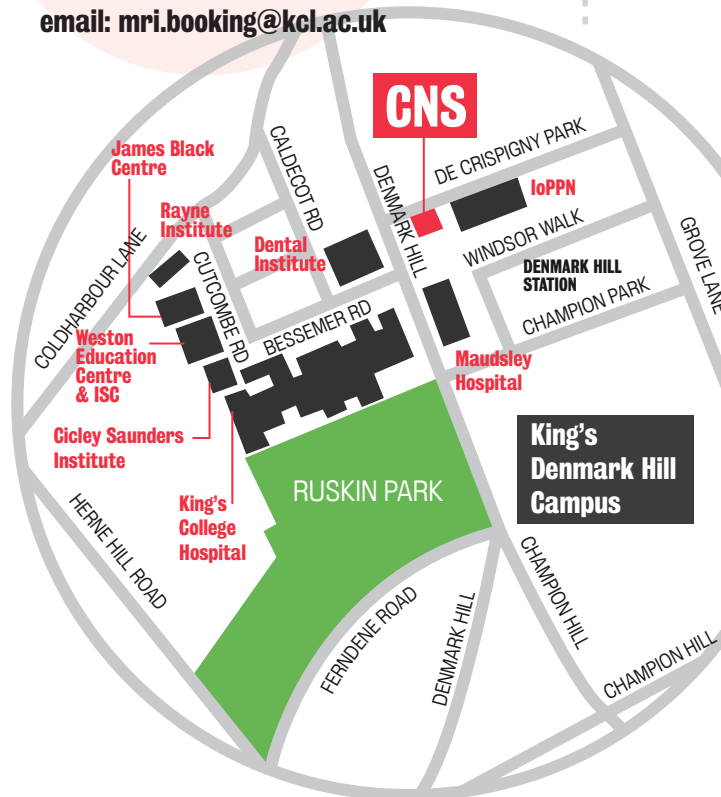 email: mri.booking@kcl.ac.uk
CNS
James Black
Centre
CALDECOT RD
DE CRISPIGNY PARK
IoPPN
Rayne
Institute
DENMARK HILL
Dental
Institute
WINDSOR WALK
GROVE LANE
COLDHARBOUR LANE
CUTCOMBE RD
DENMARK HILL
STATION
CHAMPION PARK
BESSEMER RD
Weston
Education
Centre
& ISC
Maudsley
Hospital
Cicley Saunders
Institute
King's
Denmark Hill
Campus
RUSKIN PARK
King's
College
Hospital
HERNE HILL ROAD
FERNDENE ROAD
DENMARK HILL
CHAMPION HILL
CHAMPION HILL